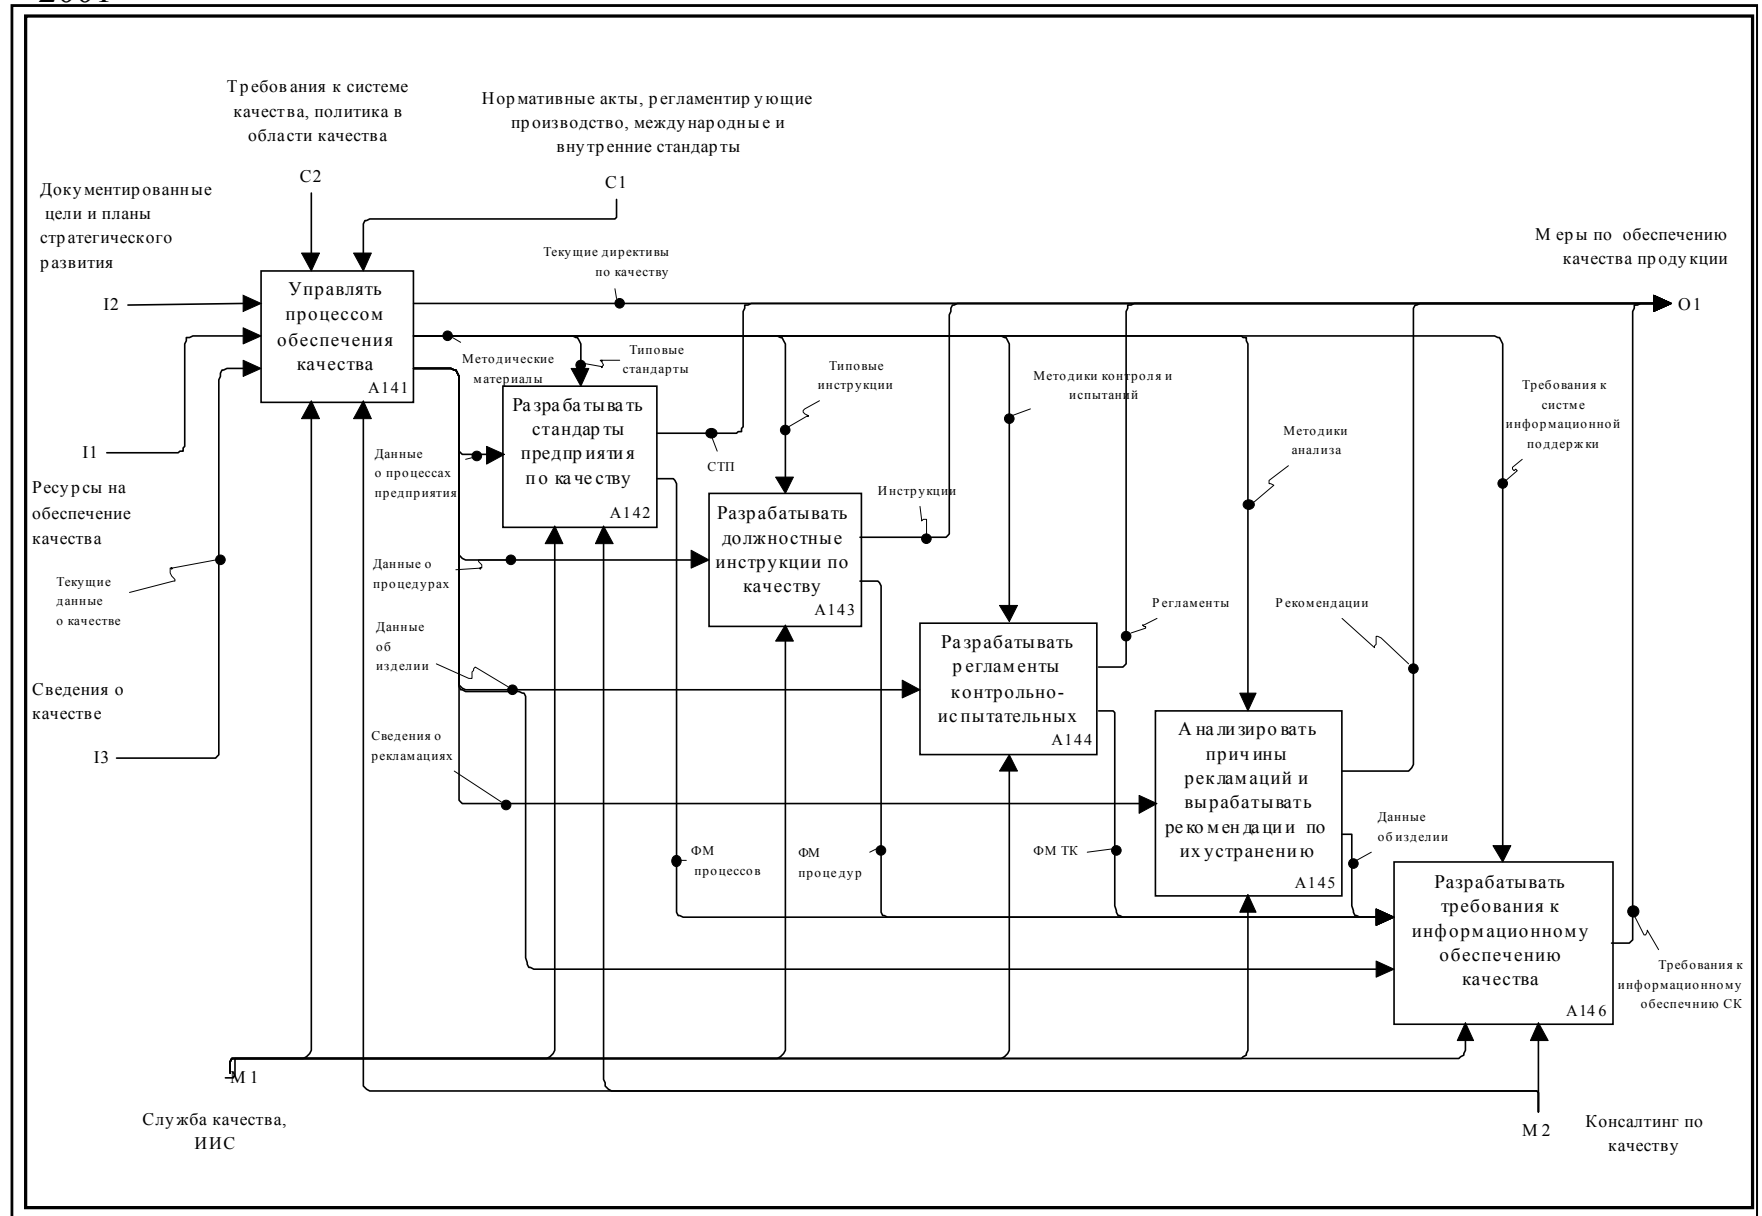 2001
Требования к системе
качества, политика в
области качества
C2
Нормативные акты, регламентирующие
производство, международные и
внутренние стандарты
C1
Документированные
цели и планы
стратегического
развития
I2
Текущие директивы
по качеству
Меры по обеспечению
качества продукции
O1
Управлять
процессом
обеспечения
качества
A141
Методические
материалы
Типовые
стандарты
Типовые
инструкции
Методики контроля и
испытаний
Методики
анализа
Требования к
систме
информационной
поддержки
I1
Ресурсы на
обеспечение
качества
Данные
о процессах
предприятия
Разрабатывать
стандарты
предприятия
по качеству
A142
СТП
Разрабатывать
должностные
инструкции по
качеству
A143
Инструкции
Текущие
данные
о качестве
Данные о
процедурах
Данные
об
изделии
Разрабатывать
регламенты
контрольно-
испытательных
A144
Регламенты
Рекомендации
Сведения о
качестве
I3
Сведения о
рекламациях
Анализировать
причины
рекламаций и
вырабатывать
рекомендации по
их устранению
A145
Данные
об изделии
ФМ
процессов
ФМ
процедур
ФМ ТК
Разрабатывать
требования к
информационному
обеспечению
качества
A146
Требования к
информационному
обеспечнию СК
M1
Служба качества,
ИИС
M2
Консалтинг по
качеству